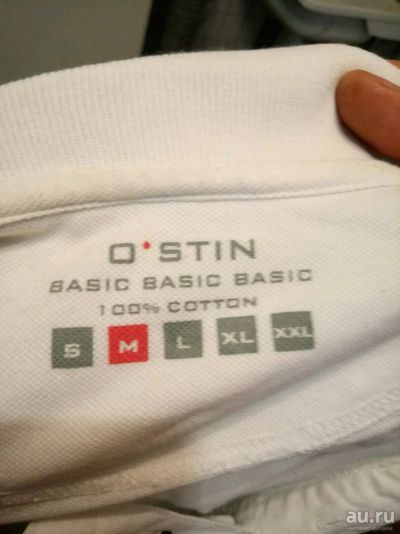 O'STIN
BASIC BASIC BASIC
100% COTTON
S M L XL XXL
au.ru